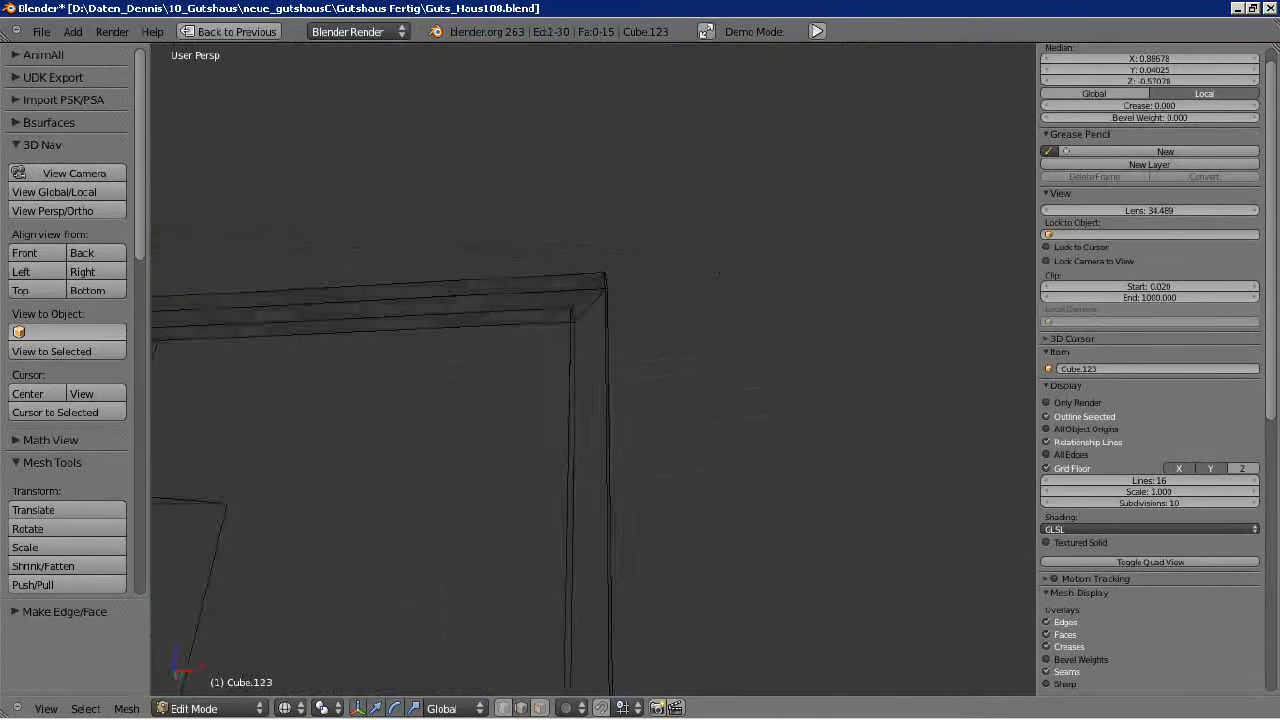 Blender* [D:\Daten_Dennis\10_Gutshaus\neue_gutshausC\Gutshaus Fertig\Guts_Haus108.blend]
File Add Render Help Back to Previous Blender Render blender.org 263 | Ed:1-30 | Fa:0-15 | Cube.123 Demo Mode:
AnimAll
UDK Export
Import PSK/PSA
Bsurfaces
3D Nav
View Camera
View Global/Local
View Persp/Ortho
Align view from:
Front Back
Left Right
Top Bottom
View to Object:
View to Selected
Cursor:
Center View
Cursor to Selected
Math View
Mesh Tools
Transform:
Translate
Rotate
Scale
Shrink/Fatten
Push/Pull
Make Edge/Face
User Persp
(1) Cube.123
Median:
X: 0.88678
Y: 0.04025
Z: -0.57078
Global Local
Crease: 0.000
Bevel Weight: 0.000
Grease Pencil
New
New Layer
Delete Frame Convert
View
Lens: 34.489
Lock to Object:
Lock to Cursor
Lock Camera to View
Clip:
Start: 0.020
End: 1000.000
Local Camera:
3D Cursor
Item
Cube.123
Display
Only Render
Outline Selected
All Object Origins
Relationship Lines
All Edges
Grid Floor X Y Z
Lines: 16
Scale: 1.000
Subdivisions: 10
Shading:
GLSL
Textured Solid
Toggle Quad View
Motion Tracking
Mesh Display
Overlays:
Edges
Faces
Creases
Bevel Weights
Seams
Sharp
View Select Mesh Edit Mode Global